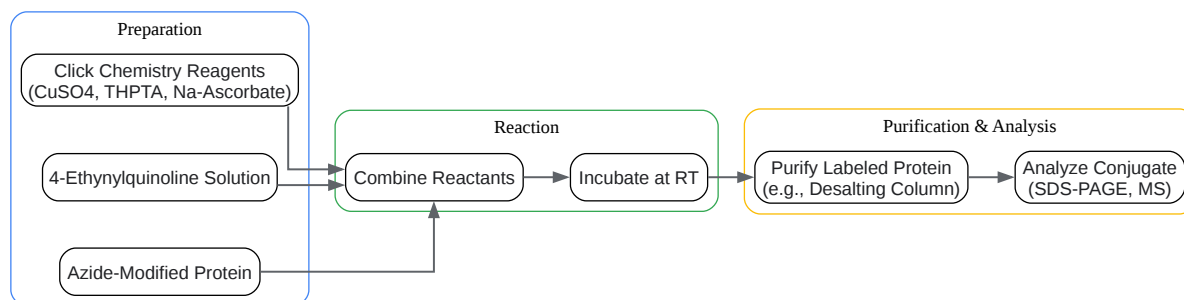 Preparation
Click Chemistry Reagents
(CuSO4, THPTA, Na-Ascorbate)
4-Ethynylquinoline Solution
Azide-Modified Protein
Reaction
Combine Reactants
Incubate at RT
Purification & Analysis
Purify Labeled Protein
(e.g., Desalting Column)
Analyze Conjugate
(SDS-PAGE, MS)